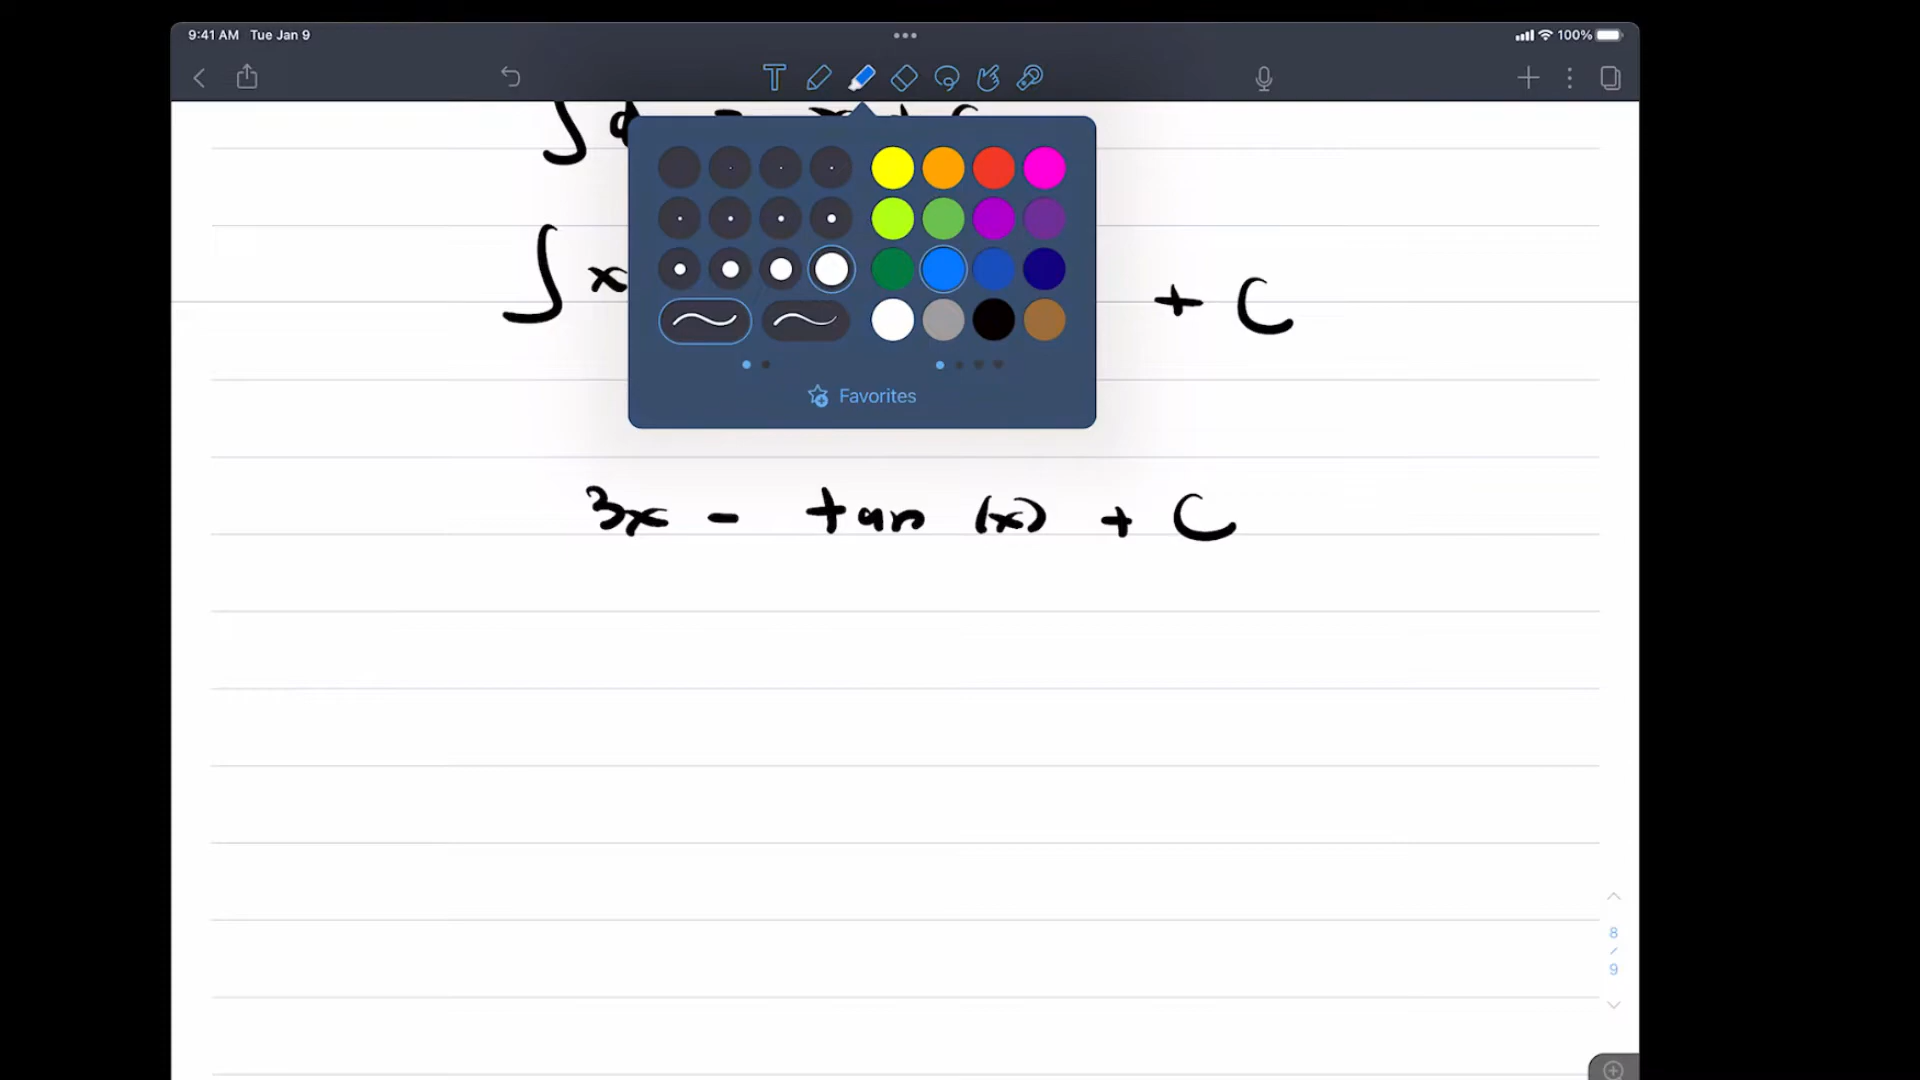 9:41 AM Tue Jan 9
100%
T
∫ x + C
Favorites
3x - tan (x) + C
8
/
9